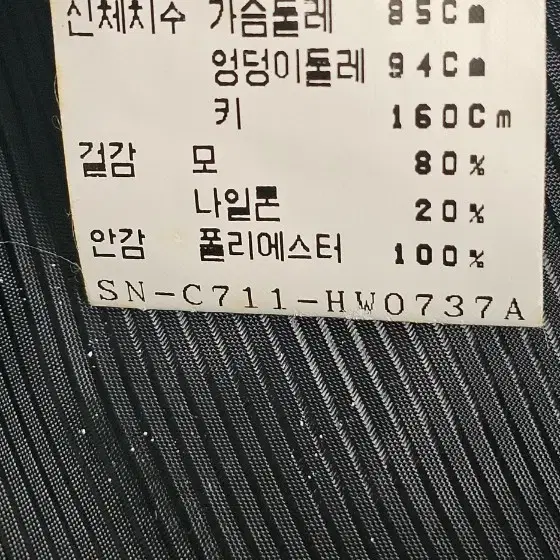 신체치수 가슴둘레 85Cm
엉덩이둘레 94Cm
키 160Cm
겉감 모 80%
나일론 20%
안감 폴리에스터 100%
SN-C711-HW0737A